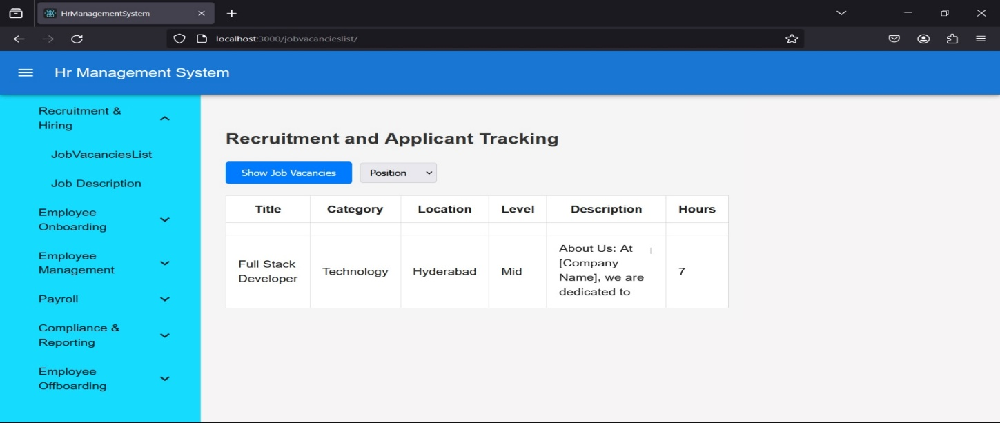 HrManagementSystem
localhost:3000/jobvacancieslist/
Hr Management System
Recruitment &
Hiring
JobVacanciesList
Job Description
Employee
Onboarding
Employee
Management
Payroll
Compliance &
Reporting
Employee
Offboarding
Recruitment and Applicant Tracking
Show Job Vacancies Position
Title Category Location Level Description Hours
Full Stack
Developer
Technology
Hyderabad
Mid
About Us: At
[Company
Name], we are
dedicated to
7